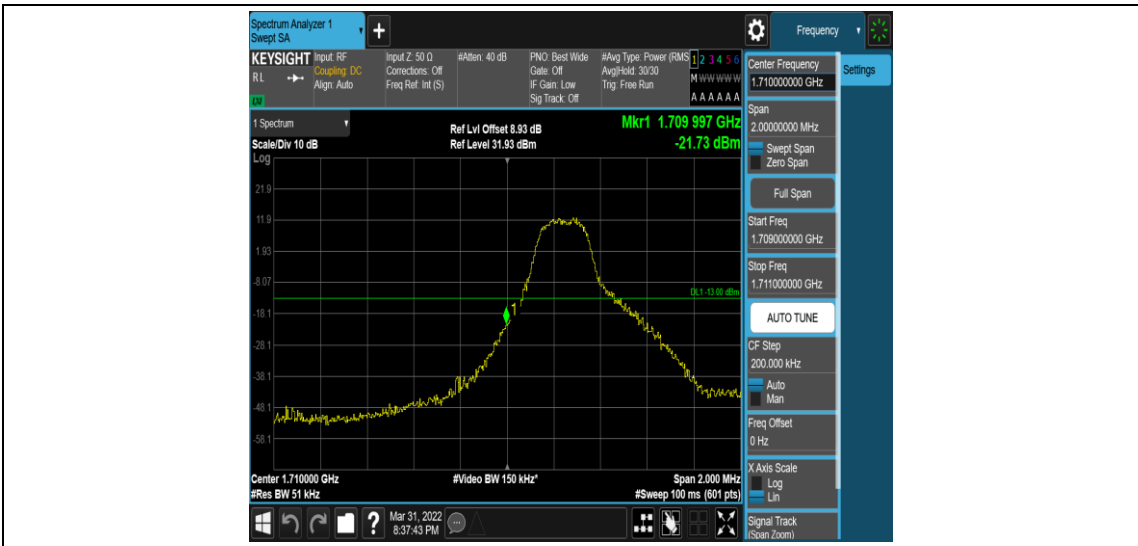 Spectrum Analyzer 1
Swept SA
+
Frequency
KEYSIGHT
RL
LXI
Input: RF
Coupling: DC
Align: Auto
Input Z: 50 Ω
Corrections: Off
Freq Ref: Int (S)
#Atten: 40 dB
PNO: Best Wide
Gate: Off
IF Gain: Low
Sig Track: Off
#Avg Type: Power (RMS
Avg|Hold: 30/30
Trig: Free Run
1 2 3 4 5 6
M W W W W W
A A A A A A
1 Spectrum
Scale/Div 10 dB
Log
Ref Lvl Offset 8.93 dB
Ref Level 31.93 dBm
Mkr1 1.709 997 GHz
-21.73 dBm
21.9
11.9
1.93
-8.07
-18.1
-28.1
-38.1
-48.1
-58.1
DL1 -13.00 dBm
1
Center 1.710000 GHz
#Res BW 51 kHz
#Video BW 150 kHz*
Span 2.000 MHz
#Sweep 100 ms (601 pts)
?
Mar 31, 2022
8:37:43 PM
Center Frequency
1.710000000 GHz
Settings
Span
2.00000000 MHz
Swept Span
Zero Span
Full Span
Start Freq
1.709000000 GHz
Stop Freq
1.711000000 GHz
AUTO TUNE
CF Step
200.000 kHz
Auto
Man
Freq Offset
0 Hz
X Axis Scale
Log
Lin
Signal Track
(Span Zoom)